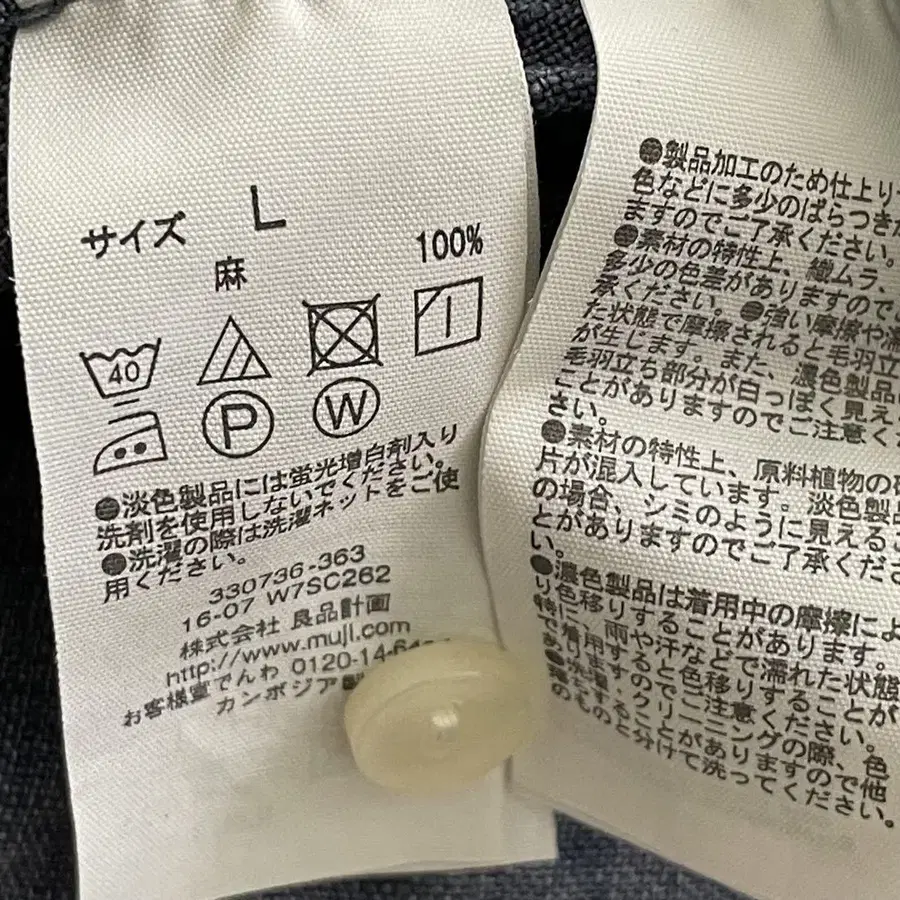 サイズ L
麻 100%
40
P W
●淡色製品には蛍光増白剤入り
洗剤を使用しないでください。
●洗濯の際は洗濯ネットをご使
用ください。
330736-363
16-07 W7SC262
株式会社 良品計画
http://www.muji.com
お客様室でんわ 0120-14-64
カンボジア製
●製品加工のため仕上り
色などに多少のばらつきが
ますのでご了承ください。
●素材の特性上、織ムラ、
多少の色差がありますのでご
承ください。●強い摩擦や濡
た状態で摩擦されると毛羽立
が生じます。また、濃色製品は
毛羽立ち部分が白っぽく見え
ことがありますのでご注意くだ
さい。
●素材の特性上、原料植物の
片が混入しています。淡色製品
の場合、シミのように見えるこ
とがありますのでご了承くださ
い。
●濃色製品は着用中の摩擦によ
り色移りすることがあります。
特に、雨や汗などで濡れた状態
で着用すると色移りすることが
ありますのでご注意ください。
●洗濯・クリーニングの際、色
落ちすることがありますので他
のものと分けて洗ってください。